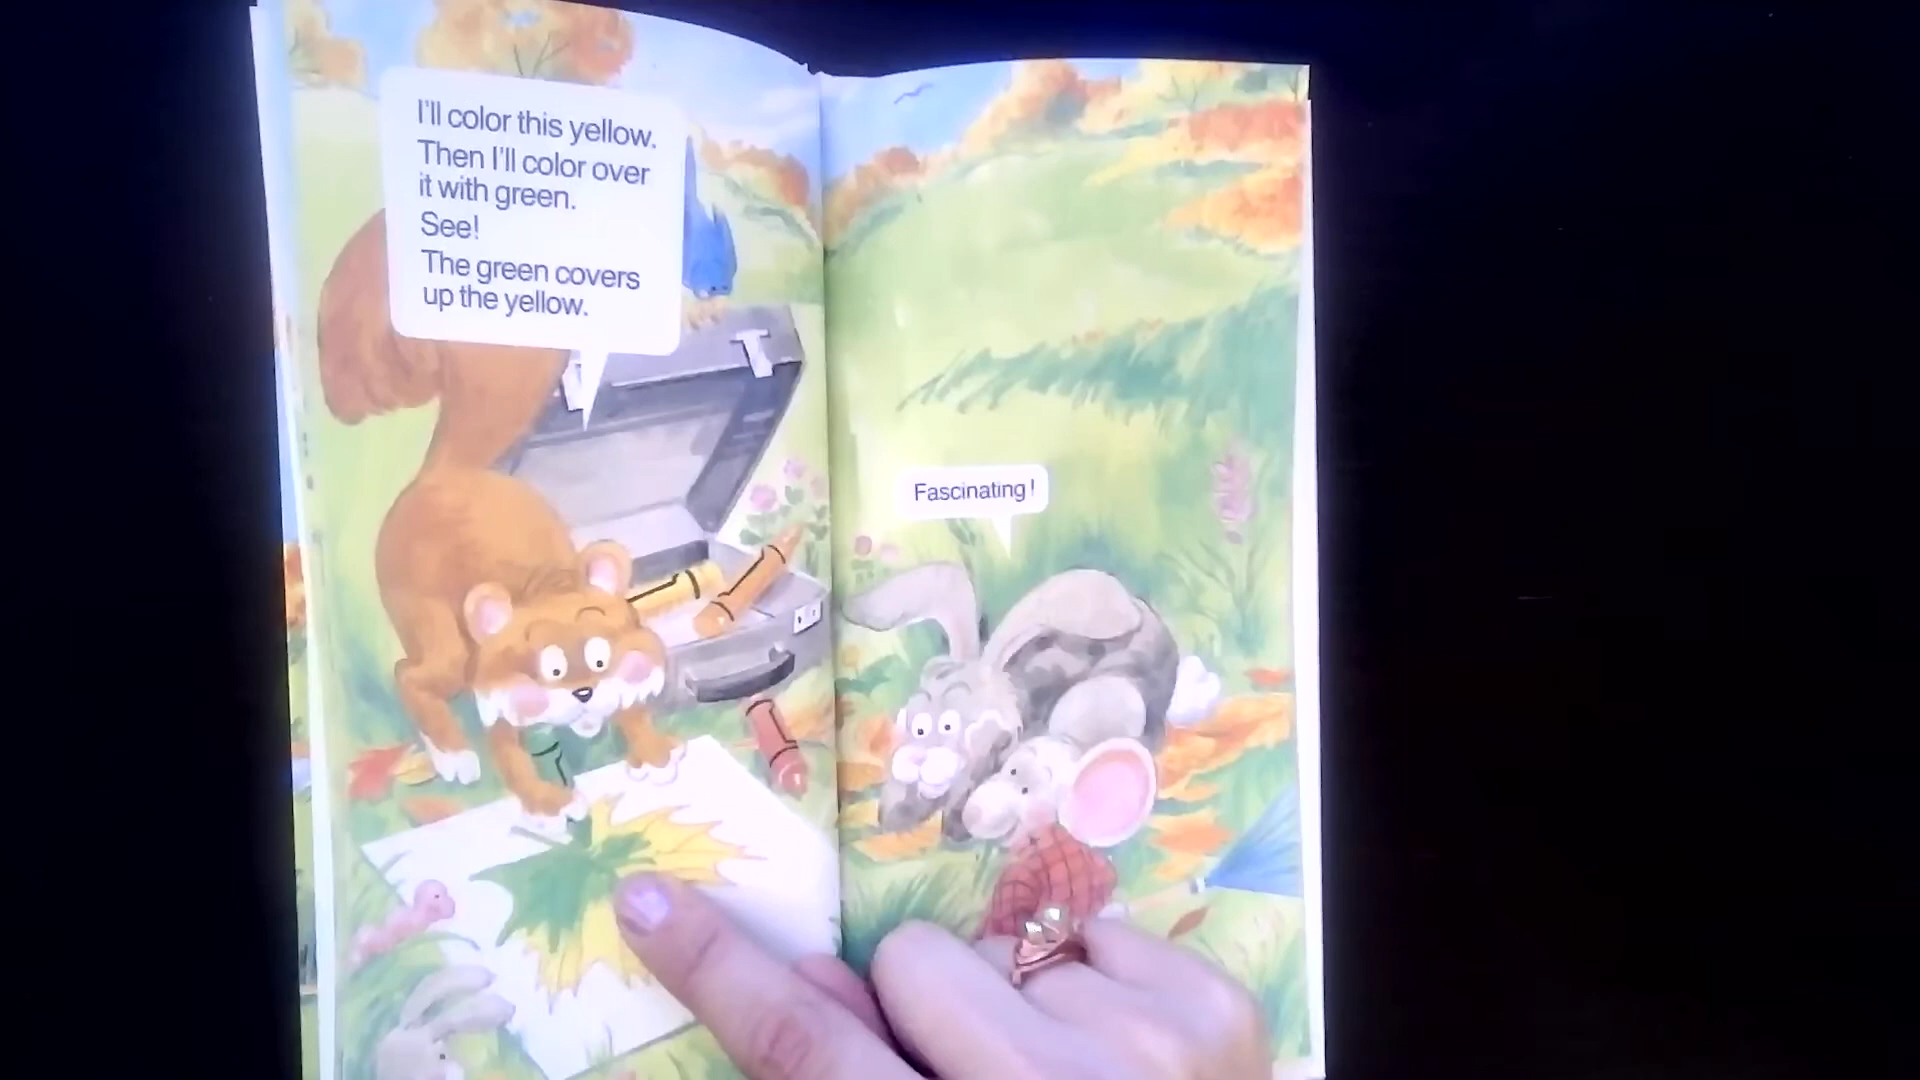 I'll color this yellow.
Then I'll color over
it with green.
See!
The green covers
up the yellow.
Fascinating!